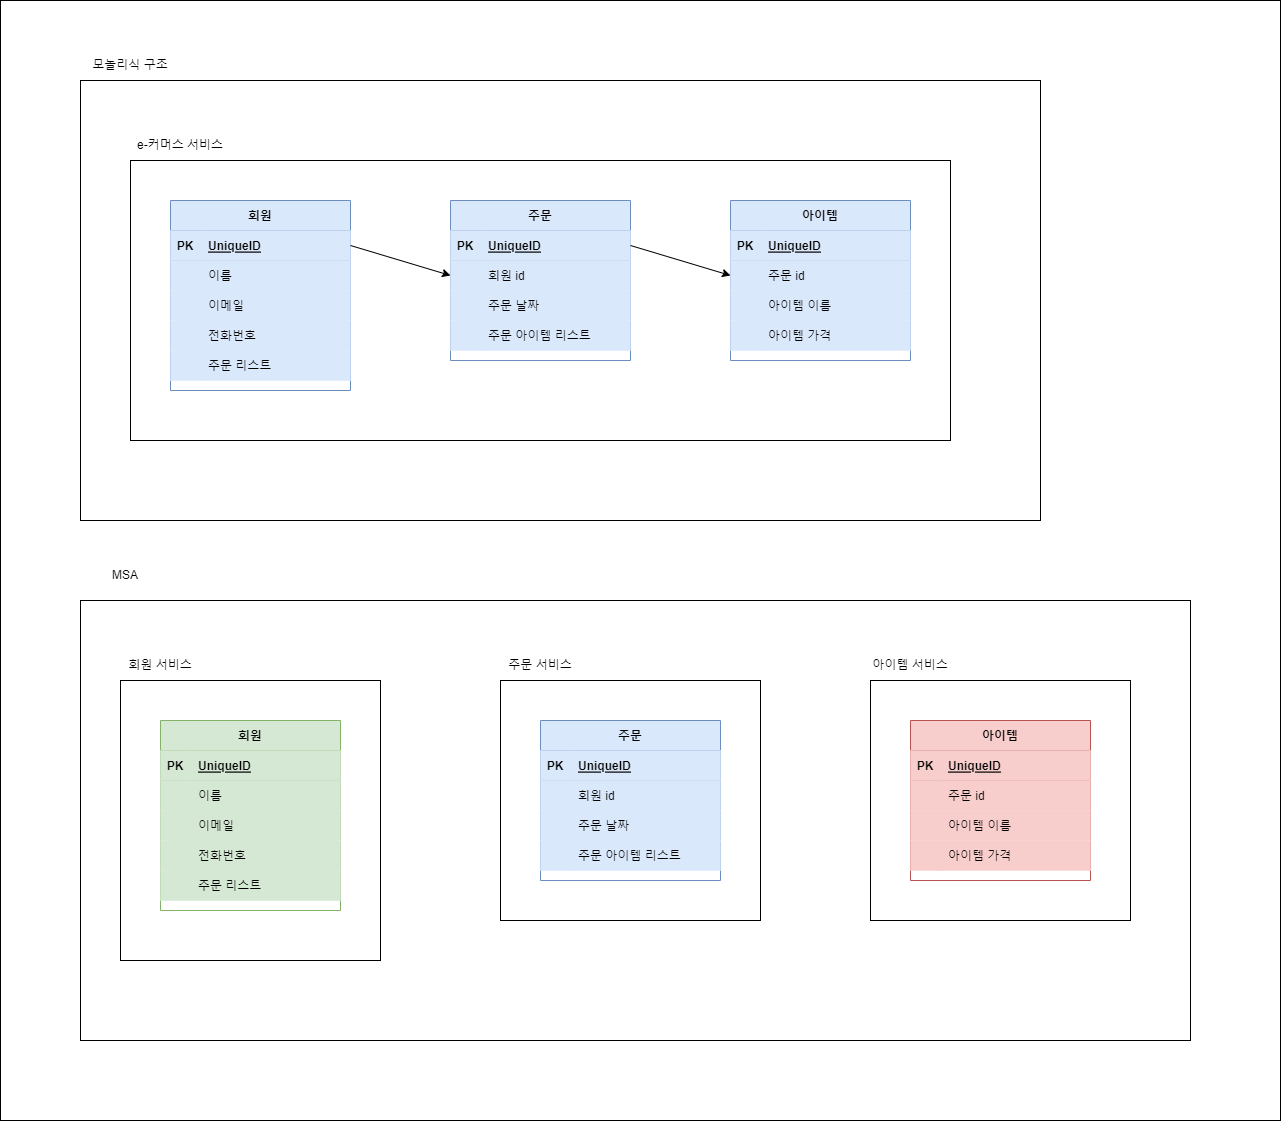 모놀리식 구조
e-커머스 서비스
회원
PK UniqueID
이름
이메일
전화번호
주문 리스트
주문
PK UniqueID
회원 id
주문 날짜
주문 아이템 리스트
아이템
PK UniqueID
주문 id
아이템 이름
아이템 가격
MSA
회원 서비스
회원
PK UniqueID
이름
이메일
전화번호
주문 리스트
주문 서비스
주문
PK UniqueID
회원 id
주문 날짜
주문 아이템 리스트
아이템 서비스
아이템
PK UniqueID
주문 id
아이템 이름
아이템 가격